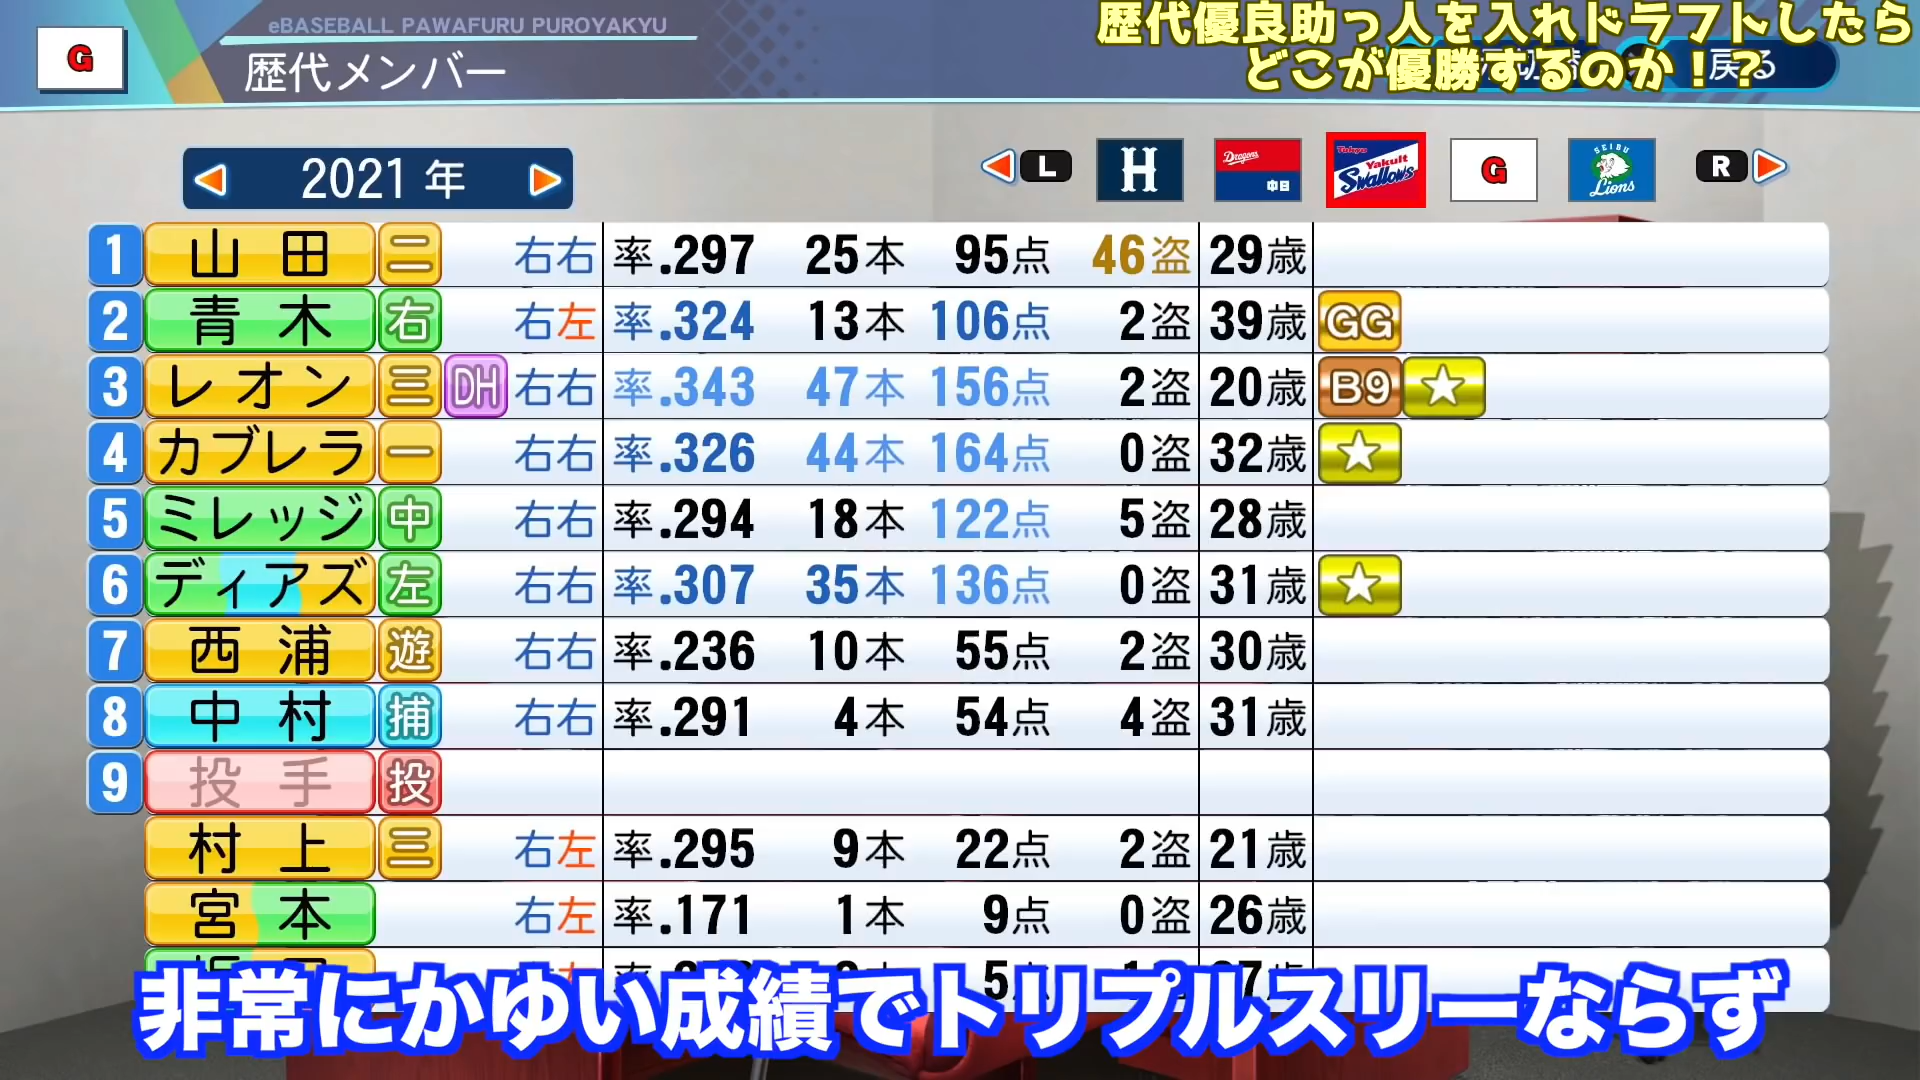 G
eBASEBALL PAWAFURU PUROYAKYU
歴代メンバー
歴代優良助っ人を入れドラフトしたら
どこが優勝するのか！？
戻る
2021 年
L
H
Dragons
中日
Tokyo
Yakult
Swallows
G
SEIBU
Lions
R
1 山田 二 右右 率.297 25本 95点 46盗 29歳
2 青木 右 右左 率.324 13本 106点 2盗 39歳 GG
3 レオン 三 DH 右右 率.343 47本 156点 2盗 20歳 B9 ★
4 カブレラ 一 右右 率.326 44本 164点 0盗 32歳 ★
5 ミレッジ 中 右右 率.294 18本 122点 5盗 28歳
6 ディアズ 左 右右 率.307 35本 136点 0盗 31歳 ★
7 西浦 遊 右右 率.236 10本 55点 2盗 30歳
8 中村 捕 右右 率.291 4本 54点 4盗 31歳
9 投手 投
村上 三 右左 率.295 9本 22点 2盗 21歳
宮本 右左 率.171 1本 9点 0盗 26歳
非常にかゆい成績でトリプルスリーならず